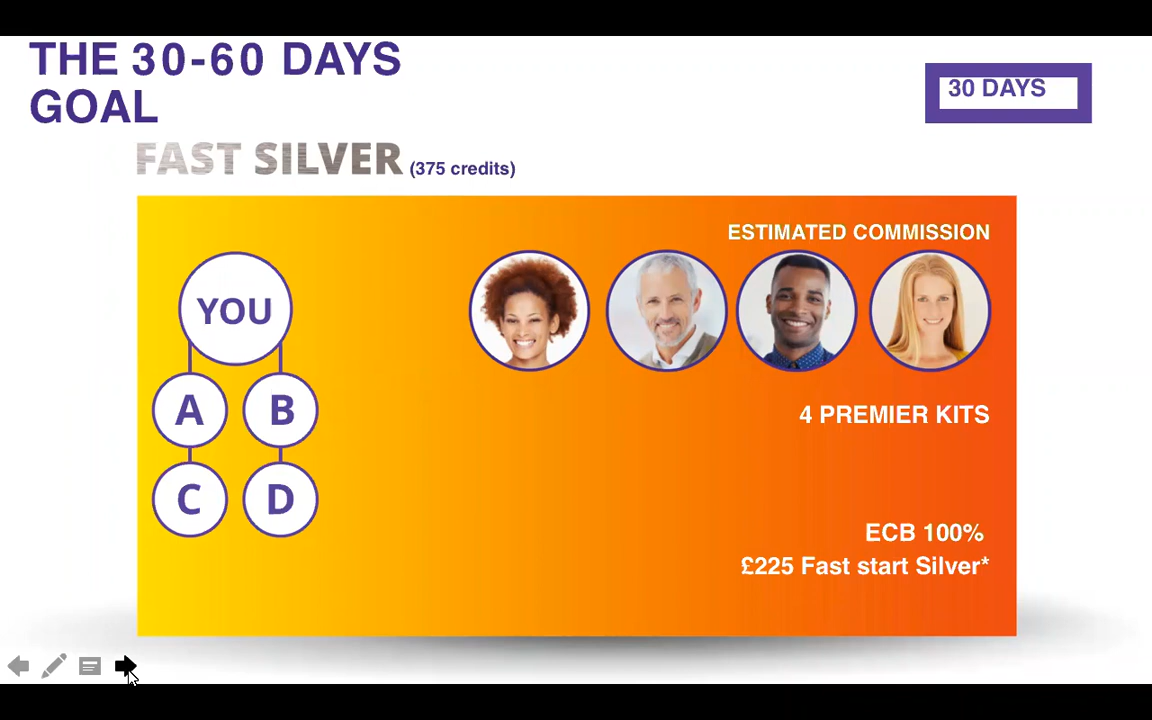 THE 30-60 DAYS
GOAL
30 DAYS
FAST SILVER (375 credits)
ESTIMATED COMMISSION
YOU
A B
4 PREMIER KITS
C D
ECB 100%
£225 Fast start Silver*